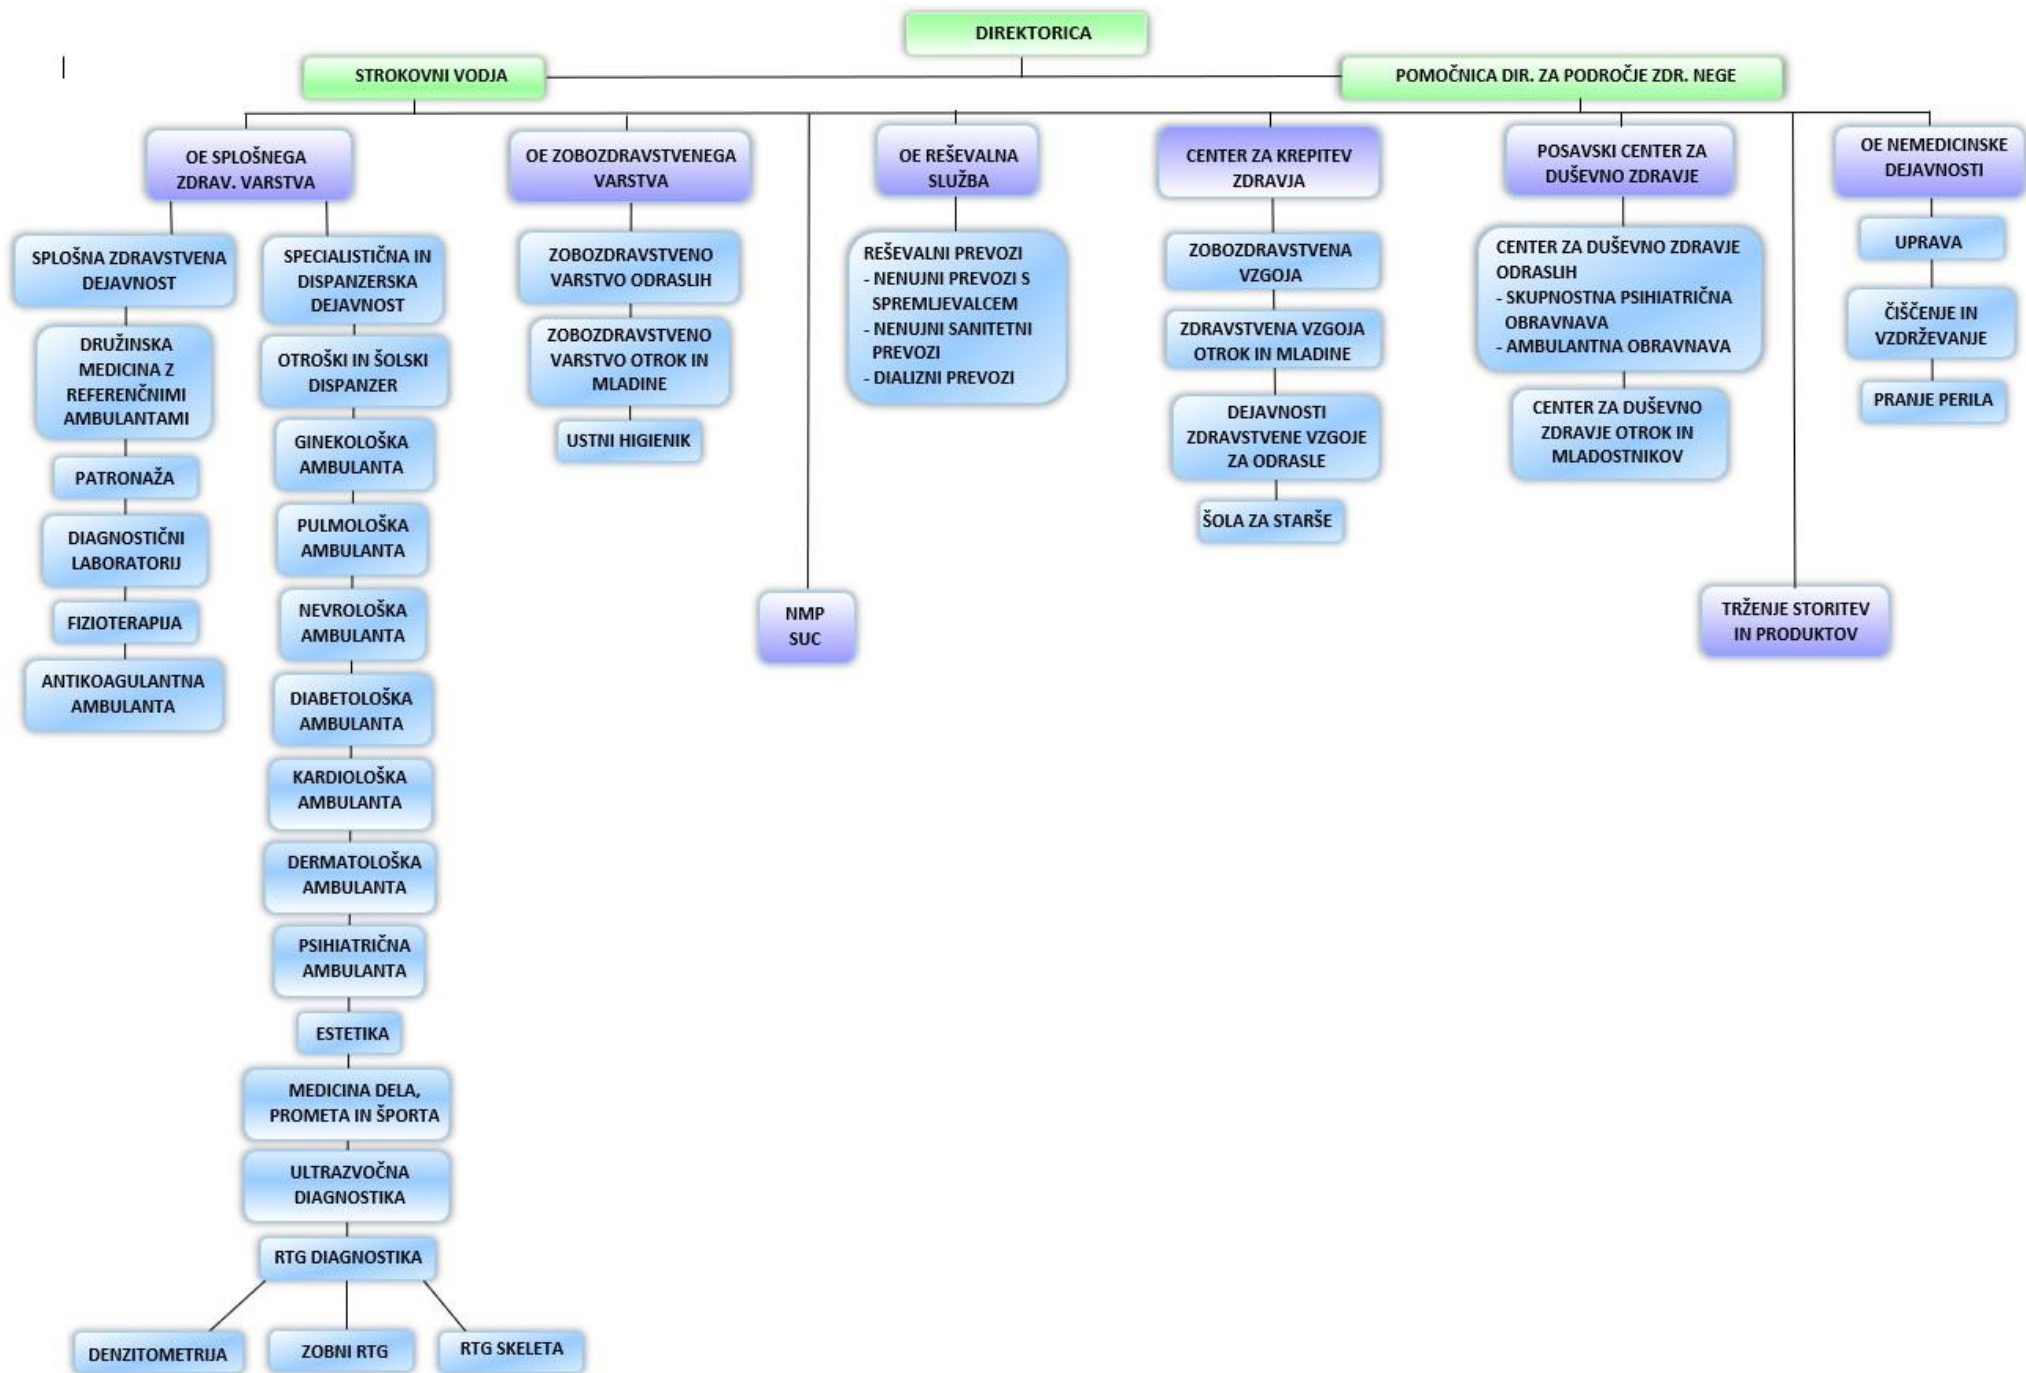 DIREKTORICA
STROKOVNI VODJA
POMOČNICA DIR. ZA PODROČJE ZDR. NEGE
OE SPLOŠNEGA
ZDRAV. VARSTVA
SPLOŠNA ZDRAVSTVENA
DEJAVNOST
DRUŽINSKA
MEDICINA Z
REFERENČNIMI
AMBULANTAMI
PATRONAŽA
DIAGNOSTIČNI
LABORATORIJ
FIZIOTERAPIJA
ANTIKOAGULANTNA
AMBULANTA
SPECIALISTIČNA IN
DISPANZERSKA
DEJAVNOST
OTROŠKI IN ŠOLSKI
DISPANZER
GINEKOLOŠKA
AMBULANTA
PULMOLOŠKA
AMBULANTA
NEVROLOŠKA
AMBULANTA
DIABETOLOŠKA
AMBULANTA
KARDIOLOŠKA
AMBULANTA
DERMATOLOŠKA
AMBULANTA
PSIHIATRIČNA
AMBULANTA
ESTETIKA
MEDICINA DELA,
PROMETA IN ŠPORTA
ULTRAZVOČNA
DIAGNOSTIKA
RTG DIAGNOSTIKA
DENZITOMETRIJA
ZOBNI RTG
RTG SKELETA
OE ZOBOZDRAVSTVENEGA
VARSTVA
ZOBOZDRAVSTVENO
VARSTVO ODRASLIH
ZOBOZDRAVSTVENO
VARSTVO OTROK IN
MLADINE
USTNI HIGIENIK
NMP
SUC
OE REŠEVALNA
SLUŽBA
REŠEVALNI PREVOZI
- NENUJNI PREVOZI S
SPREMLJEVALCEM
- NENUJNI SANITETNI
PREVOZI
- DIALIZNI PREVOZI
CENTER ZA KREPITEV
ZDRAVJA
ZOBOZDRAVSTVENA
VZGOJA
ZDRAVSTVENA VZGOJA
OTROK IN MLADINE
DEJAVNOSTI
ZDRAVSTVENE VZGOJE
ZA ODRASLE
ŠOLA ZA STARŠE
POSAVSKI CENTER ZA
DUŠEVNO ZDRAVJE
CENTER ZA DUŠEVNO ZDRAVJE
ODRASLIH
- SKUPNOSTNA PSIHIATRIČNA
OBRAVNAVA
- AMBULANTNA OBRAVNAVA
CENTER ZA DUŠEVNO
ZDRAVJE OTROK IN
MLADOSTNIKOV
TRŽENJE STORITEV
IN PRODUKTOV
OE NEMEDICINSKE
DEJAVNOSTI
UPRAVA
ČIŠČENJE IN
VZDRŽEVANJE
PRANJE PERILA